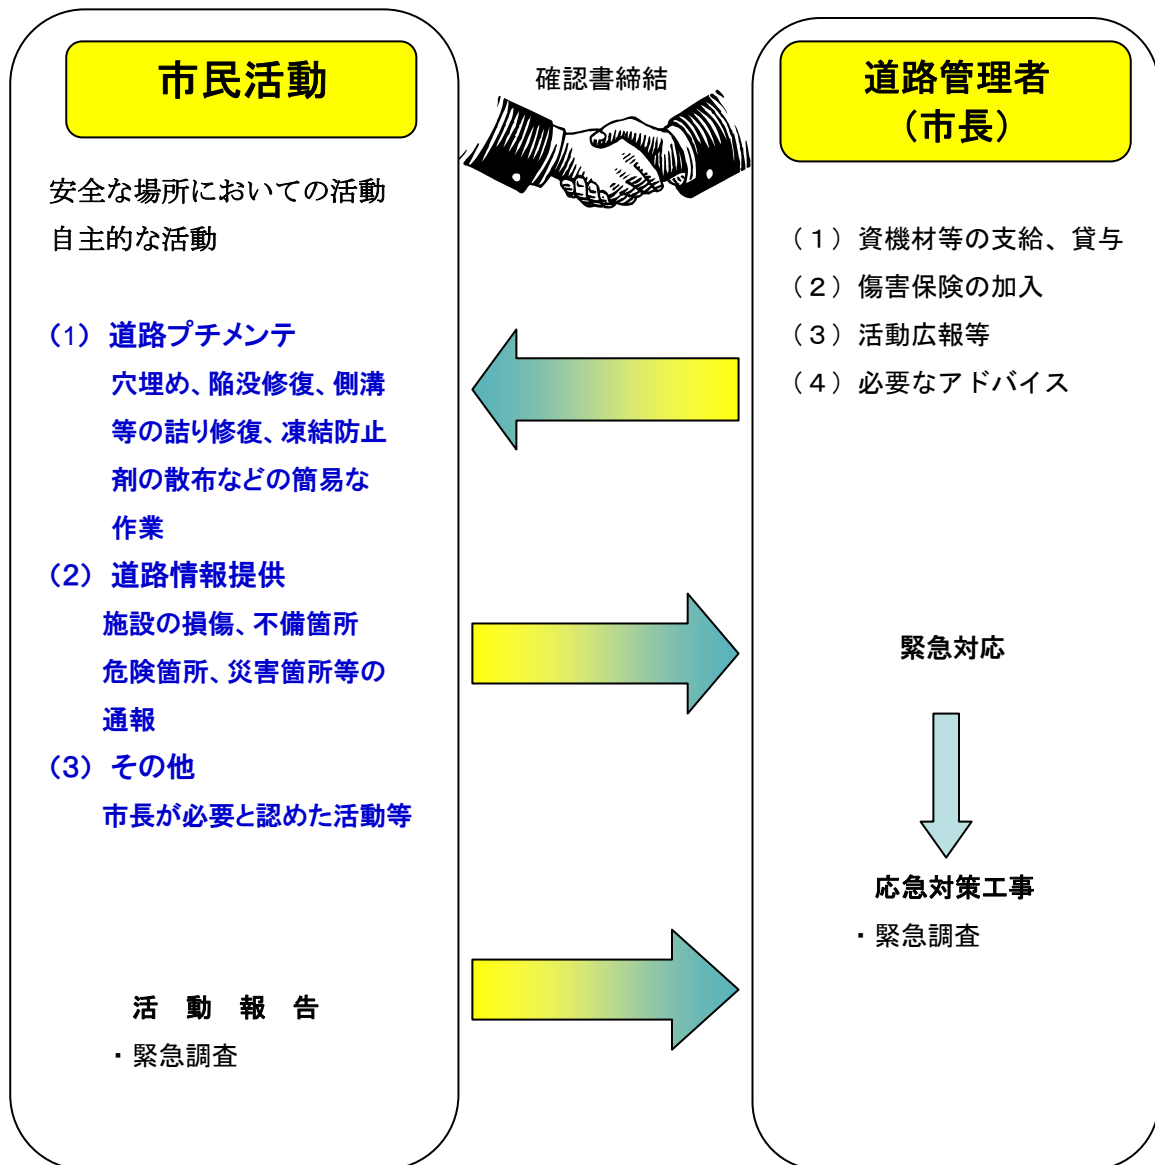 市民活動
安全な場所においての活動
自主的な活動
（1） 道路プチメンテ
穴埋め、陥没修復、側溝
等の詰り修復、凍結防止
剤の散布などの簡易な
作業
（2） 道路情報提供
施設の損傷、不備箇所
危険箇所、災害箇所等の
通報
（3） その他
市長が必要と認めた活動等
活　動　報　告
・緊急調査
確認書締結
道路管理者
（市長）
（１）資機材等の支給、貸与
（２）傷害保険の加入
（３）活動広報等
（４）必要なアドバイス
緊急対応
応急対策工事
・緊急調査